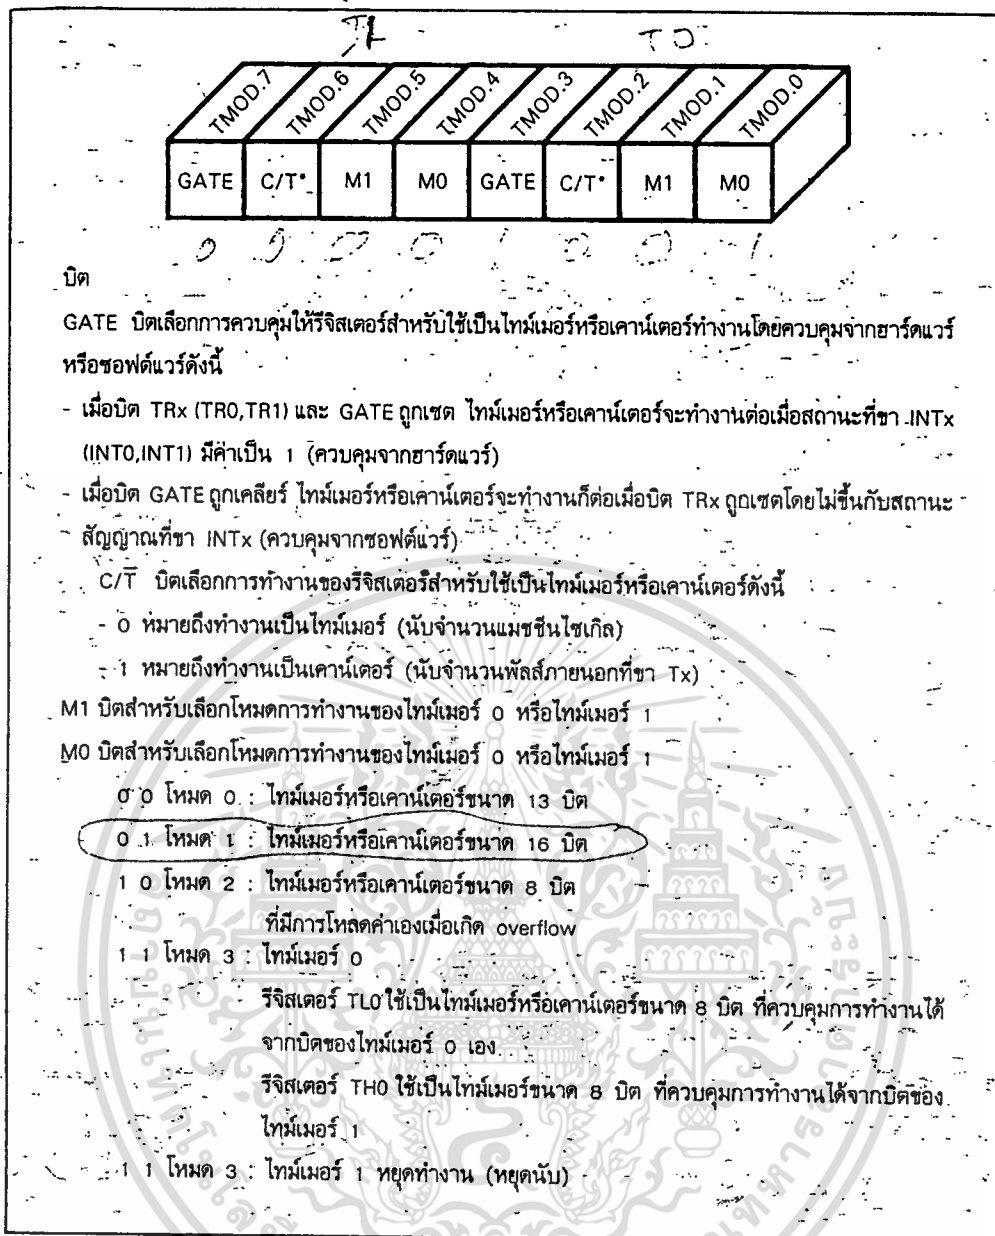 T1 T0
TMOD.7 TMOD.6 TMOD.5 TMOD.4 TMOD.3 TMOD.2 TMOD.1 TMOD.0
GATE C/T* M1 M0 GATE C/T* M1 M0
0 0 0 0 1 0 0 1
บิต
GATE บิตเลือกการควบคุมให้รีจิสเตอร์สำหรับใช้เป็นไทม์เมอร์หรือเคาน์เตอร์ทำงานโดยควบคุมจากฮาร์ดแวร์
หรือซอฟต์แวร์ดังนี้
- เมื่อบิต TRx (TR0,TR1) และ GATE ถูกเซต ไทม์เมอร์หรือเคาน์เตอร์จะทำงานต่อเมื่อสถานะที่ขา INTx
(INT0,INT1) มีค่าเป็น 1 (ควบคุมจากฮาร์ดแวร์)
- เมื่อบิต GATE ถูกเคลียร์ ไทม์เมอร์หรือเคาน์เตอร์จะทำงานก็ต่อเมื่อบิต TRx ถูกเซตโดยไม่ขึ้นกับสถานะ
สัญญาณที่ขา INTx (ควบคุมจากซอฟต์แวร์)
C/T̅ บิตเลือกการทำงานของรีจิสเตอร์สำหรับใช้เป็นไทม์เมอร์หรือเคาน์เตอร์ดังนี้
- 0 หมายถึงทำงานเป็นไทม์เมอร์ (นับจำนวนแมชชีนไซเกิล)
- 1 หมายถึงทำงานเป็นเคาน์เตอร์ (นับจำนวนพัลส์ภายนอกที่ขา Tx)
M1 บิตสำหรับเลือกโหมดการทำงานของไทม์เมอร์ 0 หรือไทม์เมอร์ 1
M0 บิตสำหรับเลือกโหมดการทำงานของไทม์เมอร์ 0 หรือไทม์เมอร์ 1
0 0 โหมด 0 : ไทม์เมอร์หรือเคาน์เตอร์ขนาด 13 บิต
0 1 โหมด 1 : ไทม์เมอร์หรือเคาน์เตอร์ขนาด 16 บิต
1 0 โหมด 2 : ไทม์เมอร์หรือเคาน์เตอร์ขนาด 8 บิต
ที่มีการโหลดค่าเองเมื่อเกิด overflow
1 1 โหมด 3 : ไทม์เมอร์ 0
รีจิสเตอร์ TL0 ใช้เป็นไทม์เมอร์หรือเคาน์เตอร์ขนาด 8 บิต ที่ควบคุมการทำงานได้
จากบิตของไทม์เมอร์ 0 เอง
รีจิสเตอร์ TH0 ใช้เป็นไทม์เมอร์ขนาด 8 บิต ที่ควบคุมการทำงานได้จากบิตของ
ไทม์เมอร์ 1
1 1 โหมด 3 : ไทม์เมอร์ 1 หยุดทำงาน (หยุดนับ)